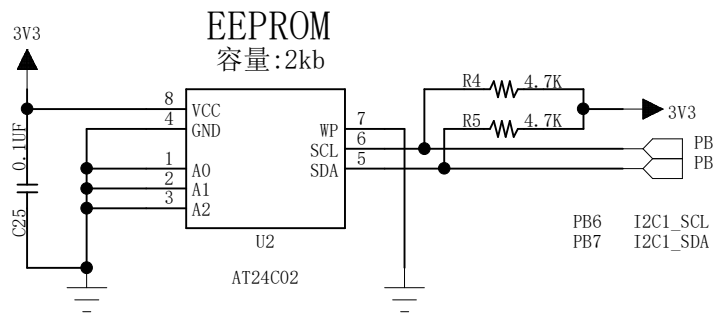 EEPROM
容量:2kb
3V3
8
VCC
4
GND
1
A0
2
A1
3
A2
7
WP
6
SCL
5
SDA
U2
AT24C02
0.1UF
C25
R4
4.7K
R5
4.7K
3V3
PB
PB
PB6 I2C1_SCL
PB7 I2C1_SDA